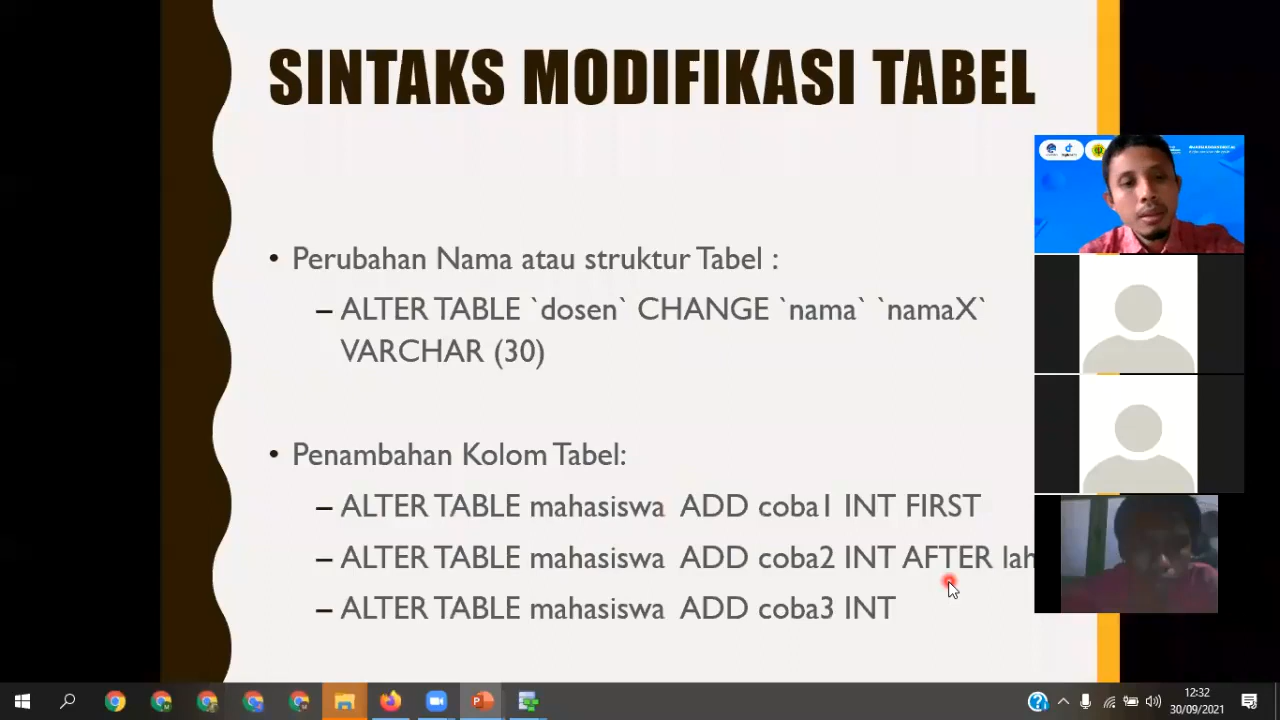 SINTAKS MODIFIKASI TABEL
• Perubahan Nama atau struktur Tabel :
– ALTER TABLE `dosen` CHANGE `nama` `namaX`
VARCHAR (30)
• Penambahan Kolom Tabel:
– ALTER TABLE mahasiswa ADD coba1 INT FIRST
– ALTER TABLE mahasiswa ADD coba2 INT AFTER lah
– ALTER TABLE mahasiswa ADD coba3 INT
12:32
30/09/2021